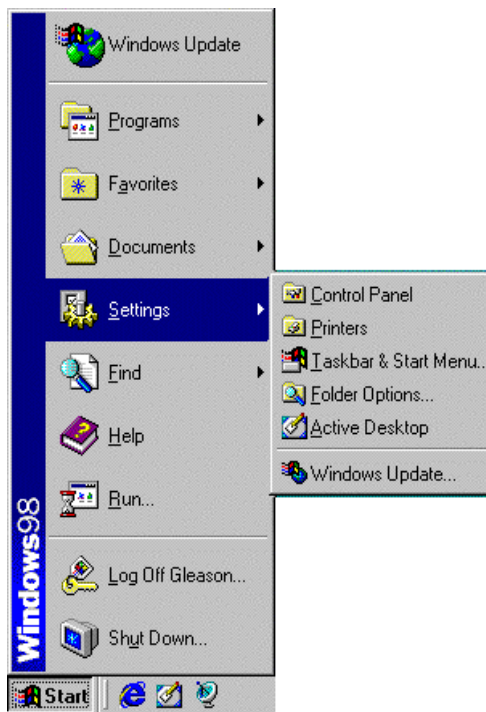 Windows Update
Programs
Favorites
Documents
Settings
Control Panel
Printers
Taskbar & Start Menu...
Folder Options...
Active Desktop
Windows Update...
Find
Help
Run...
Log Off Gleason...
Shut Down...
Windows98
Start